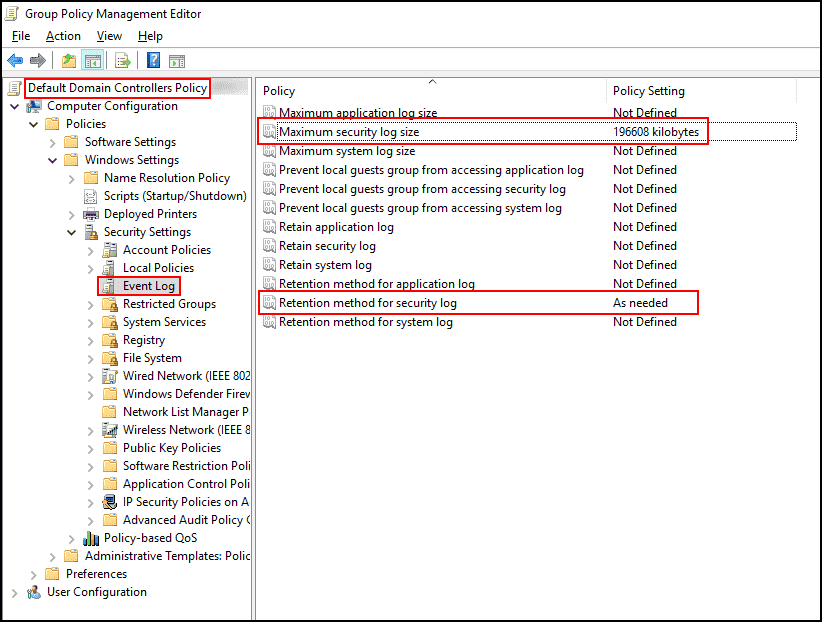 Group Policy Management Editor
File Action View Help
Default Domain Controllers Policy
Computer Configuration
Policies
Software Settings
Windows Settings
Name Resolution Policy
Scripts (Startup/Shutdown)
Deployed Printers
Security Settings
Account Policies
Local Policies
Event Log
Restricted Groups
System Services
Registry
File System
Wired Network (IEEE 802
Windows Defender Firew
Network List Manager P
Wireless Network (IEEE 8
Public Key Policies
Software Restriction Poli
Application Control Poli
IP Security Policies on A
Advanced Audit Policy C
Policy-based QoS
Administrative Templates: Polic
Preferences
User Configuration
Policy Policy Setting
Maximum application log size Not Defined
Maximum security log size 196608 kilobytes
Maximum system log size Not Defined
Prevent local guests group from accessing application log Not Defined
Prevent local guests group from accessing security log Not Defined
Prevent local guests group from accessing system log Not Defined
Retain application log Not Defined
Retain security log Not Defined
Retain system log Not Defined
Retention method for application log Not Defined
Retention method for security log As needed
Retention method for system log Not Defined